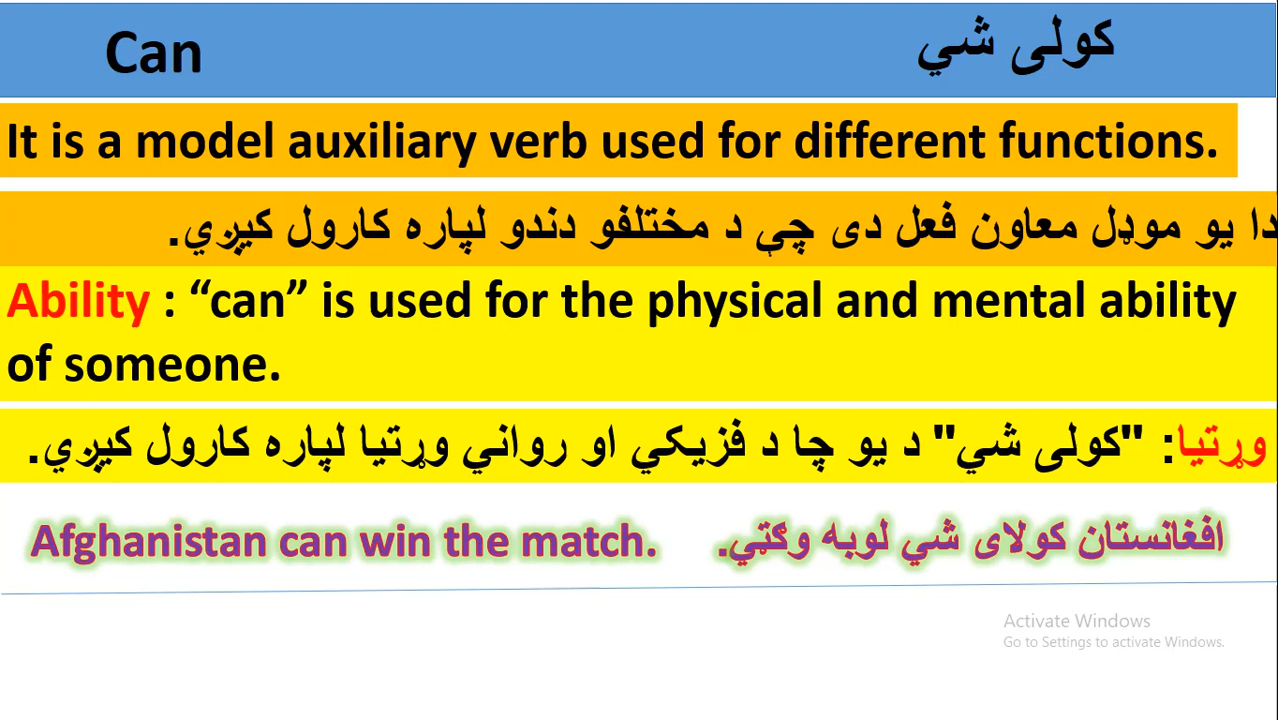 Can کولی شي
It is a model auxiliary verb used for different functions.
دا یو موډل معاون فعل دی چې د مختلفو دندو لپاره کارول کیږي.
Ability : “can” is used for the physical and mental ability
of someone.
وړتیا: "کولی شي" د یو چا د فزیکي او رواني وړتیا لپاره کارول کیږي.
Afghanistan can win the match. افغانستان کولای شي لوبه وګټي.
Activate Windows
Go to Settings to activate Windows.